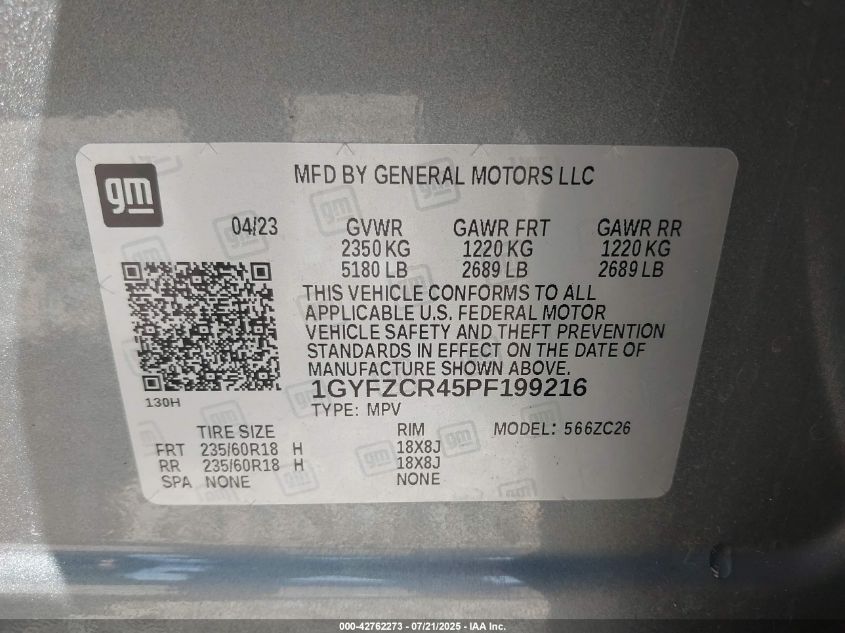 gm
MFD BY GENERAL MOTORS LLC
04/23 GVWR GAWR FRT GAWR RR
2350 KG 1220 KG 1220 KG
5180 LB 2689 LB 2689 LB
THIS VEHICLE CONFORMS TO ALL
APPLICABLE U.S. FEDERAL MOTOR
VEHICLE SAFETY AND THEFT PREVENTION
STANDARDS IN EFFECT ON THE DATE OF
MANUFACTURE SHOWN ABOVE.
1GYFZCR45PF199216
130H TYPE: MPV
TIRE SIZE RIM MODEL: 566ZC26
FRT 235/60R18 H 18X8J
RR 235/60R18 H 18X8J
SPA NONE NONE
000-42762273 - 07/21/2025 - IAA Inc.